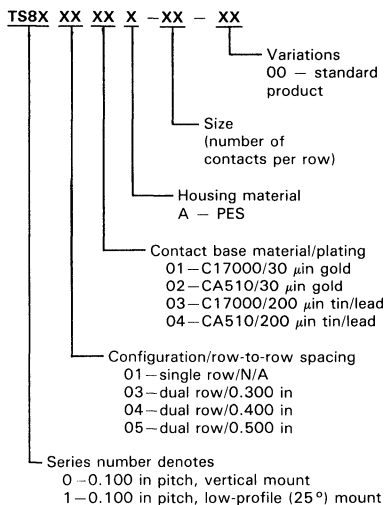 TS8X XX XX X -XX - XX
Variations
00 — standard
product
Size
(number of
contacts per row)
Housing material
A — PES
Contact base material/plating
01—C17000/30 μin gold
02—CA510/30 μin gold
03—C17000/200 μin tin/lead
04—CA510/200 μin tin/lead
Configuration/row-to-row spacing
01—single row/N/A
03—dual row/0.300 in
04—dual row/0.400 in
05—dual row/0.500 in
Series number denotes
0—0.100 in pitch, vertical mount
1—0.100 in pitch, low-profile (25°) mount